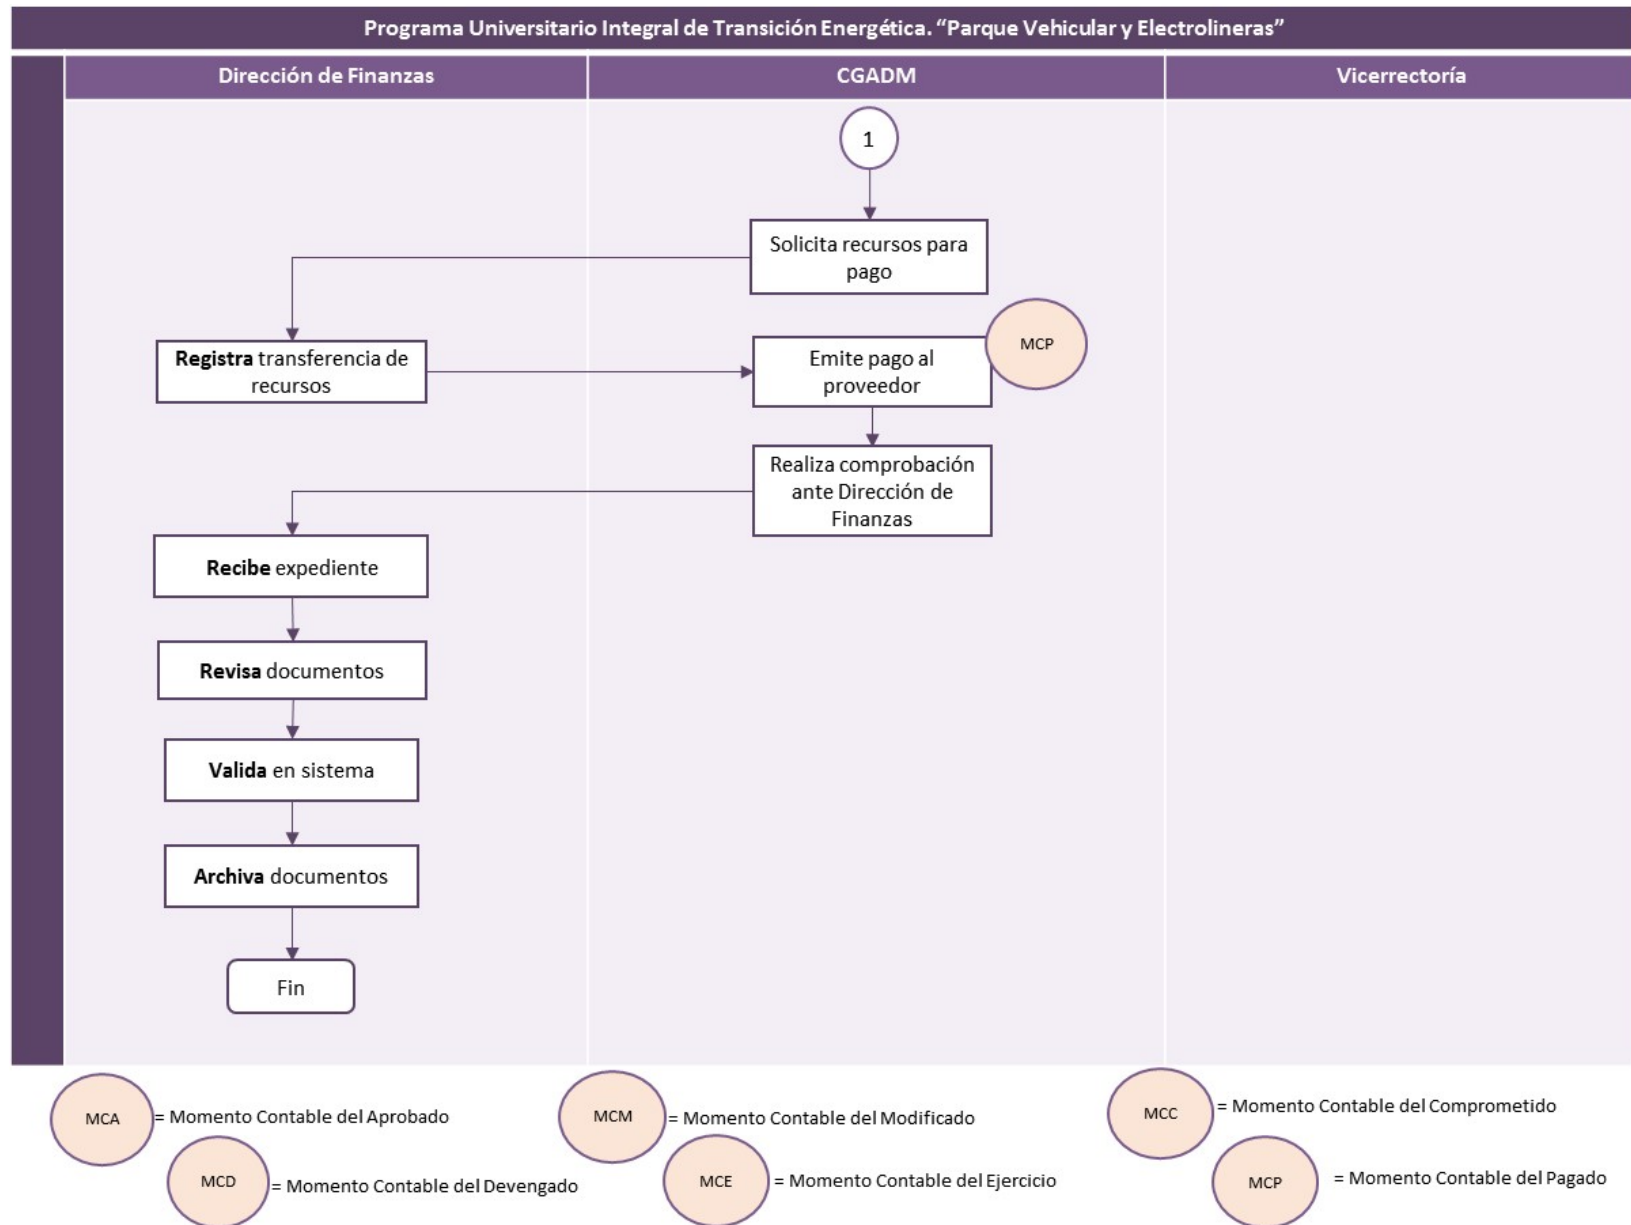 Programa Universitario Integral de Transición Energética. “Parque Vehicular y Electrolineras”
Dirección de Finanzas
CGADM
Vicerrectoría
1
Solicita recursos para
pago
Registra transferencia de
recursos
Emite pago al
proveedor
MCP
Realiza comprobación
ante Dirección de
Finanzas
Recibe expediente
Revisa documentos
Valida en sistema
Archiva documentos
Fin
MCA
= Momento Contable del Aprobado
MCM
= Momento Contable del Modificado
MCC
= Momento Contable del Comprometido
MCD
= Momento Contable del Devengado
MCE
= Momento Contable del Ejercicio
MCP
= Momento Contable del Pagado